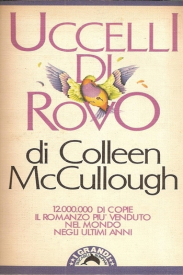 UCCELLI
DI
ROVO
di Colleen
McCullough
12.000.000 DI COPIE
IL ROMANZO PIU' VENDUTO
NEL MONDO
NEGLI ULTIMI ANNI
I GRANDI